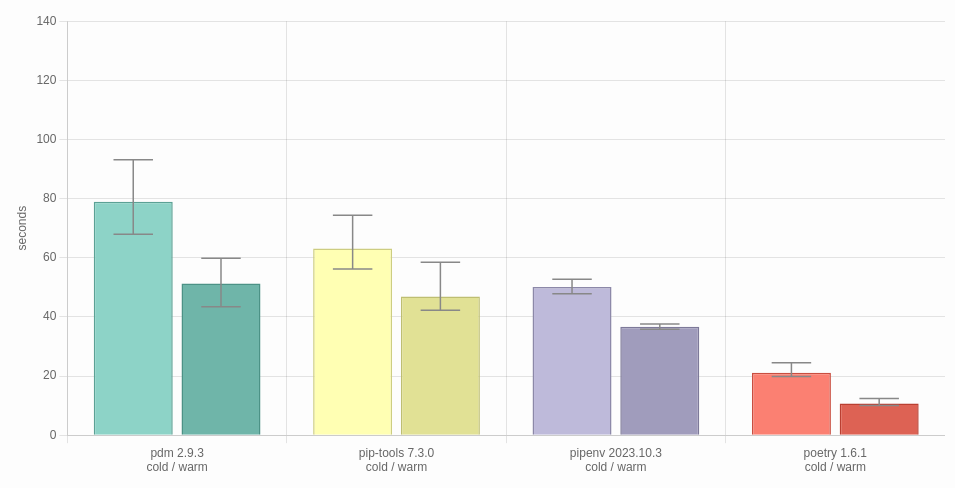 140
120
100
80
60
40
20
0
seconds
pdm 2.9.3
cold / warm
pip-tools 7.3.0
cold / warm
pipenv 2023.10.3
cold / warm
poetry 1.6.1
cold / warm